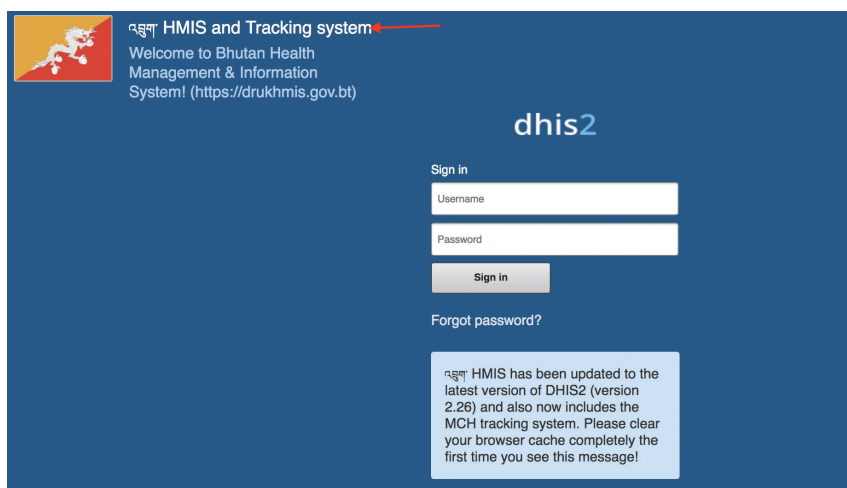 འབྲུག་ HMIS and Tracking system
Welcome to Bhutan Health
Management & Information
System! (https://drukhmis.gov.bt)
dhis2
Sign in
Username
Password
Sign in
Forgot password?
འབྲུག་ HMIS has been updated to the
latest version of DHIS2 (version
2.26) and also now includes the
MCH tracking system. Please clear
your browser cache completely the
first time you see this message!